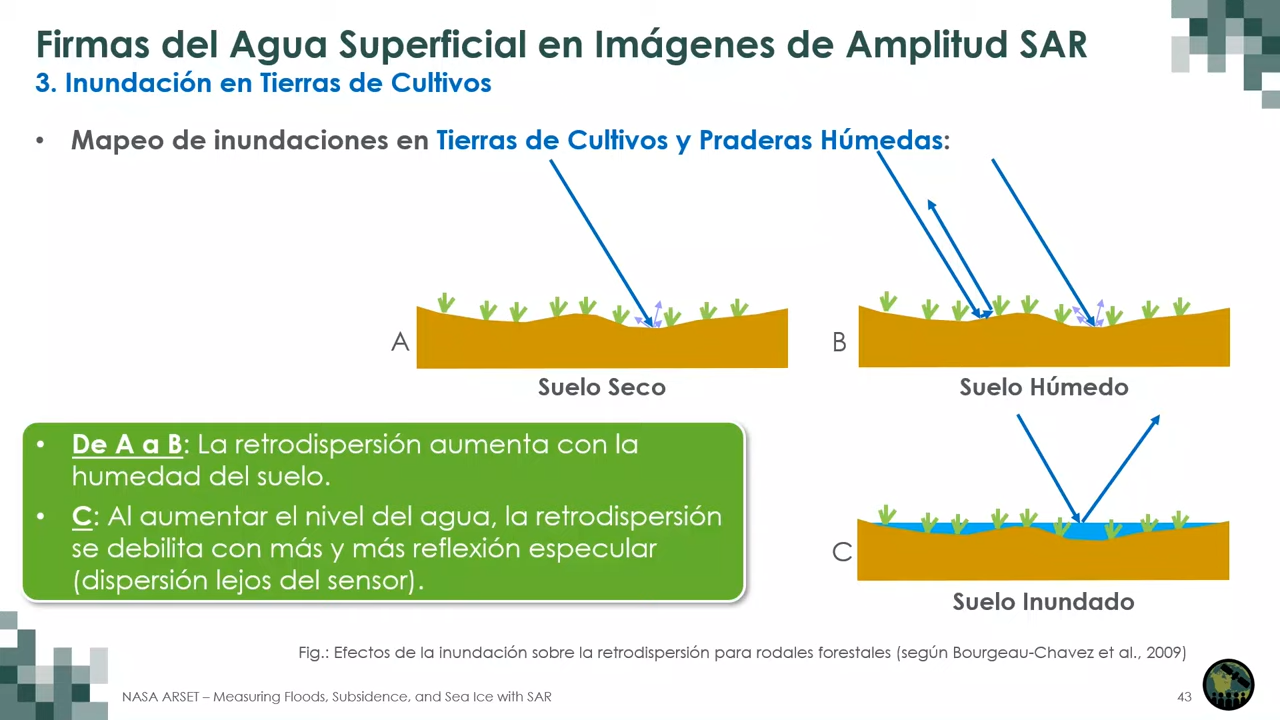 Firmas del Agua Superficial en Imágenes de Amplitud SAR
3. Inundación en Tierras de Cultivos
• Mapeo de inundaciones en Tierras de Cultivos y Praderas Húmedas:
A
Suelo Seco
B
Suelo Húmedo
• De A a B: La retrodispersión aumenta con la
humedad del suelo.
• C: Al aumentar el nivel del agua, la retrodispersión
se debilita con más y más reflexión especular
(dispersión lejos del sensor).
C
Suelo Inundado
Fig.: Efectos de la inundación sobre la retrodispersión para rodales forestales (según Bourgeau-Chavez et al., 2009)
NASA ARSET – Measuring Floods, Subsidence, and Sea Ice with SAR
43